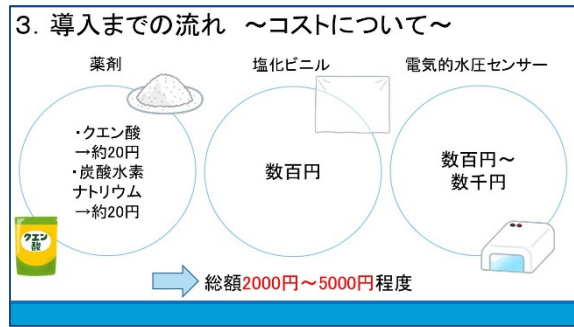 3. 導入までの流れ ～コストについて～
薬剤
塩化ビニル
電気的水圧センサー
・クエン酸
→約20円
・炭酸水素
ナトリウム
→約20円
数百円
数百円～
数千円
クエン
酸
総額2000円～5000円程度